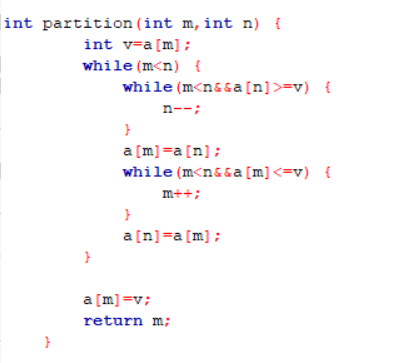 int partition(int m,int n) {
int v=a[m];
while(m<n) {
while(m<n&&a[n]>=v) {
n--;
}
a[m]=a[n];
while(m<n&&a[m]<=v) {
m++;
}
a[n]=a[m];
}
a[m]=v;
return m;
}